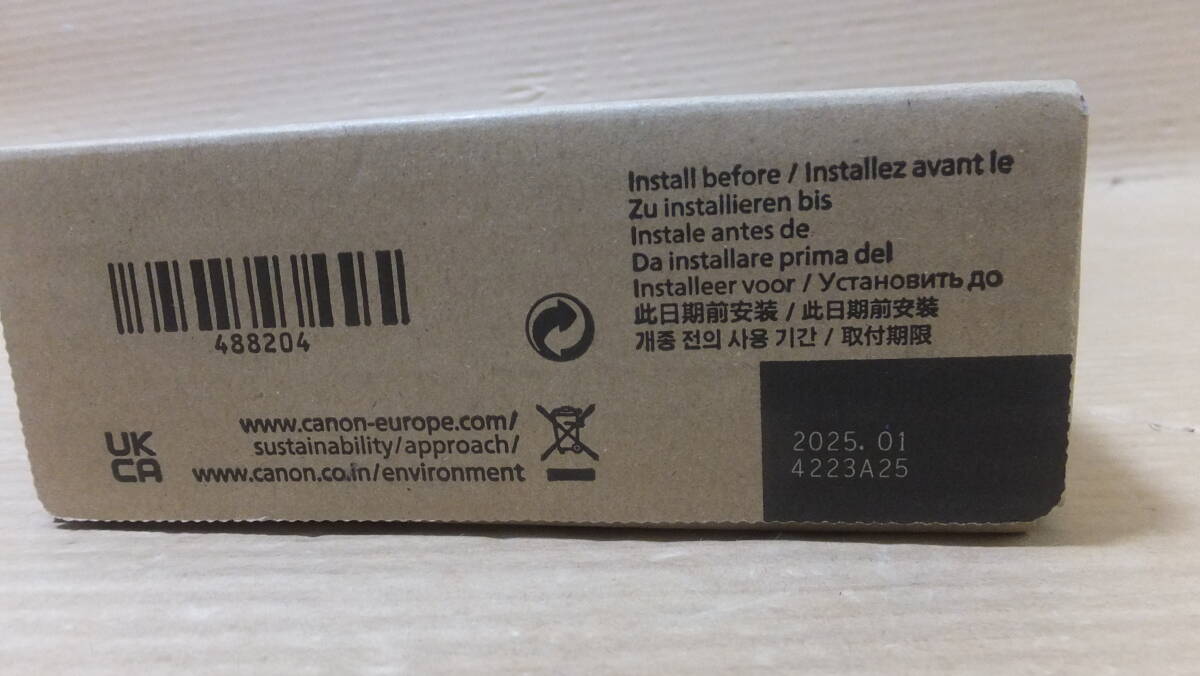 Install before / Installez avant le
Zu installieren bis
Instale antes de
Da installare prima del
Installeer voor / Установить до
此日期前安装 / 此日期前安裝
개종 전의 사용 기간 / 取付期限
488204
www.canon-europe.com/
sustainability/approach/
www.canon.co.in/environment
UK
CA
2025. 01
4223A25